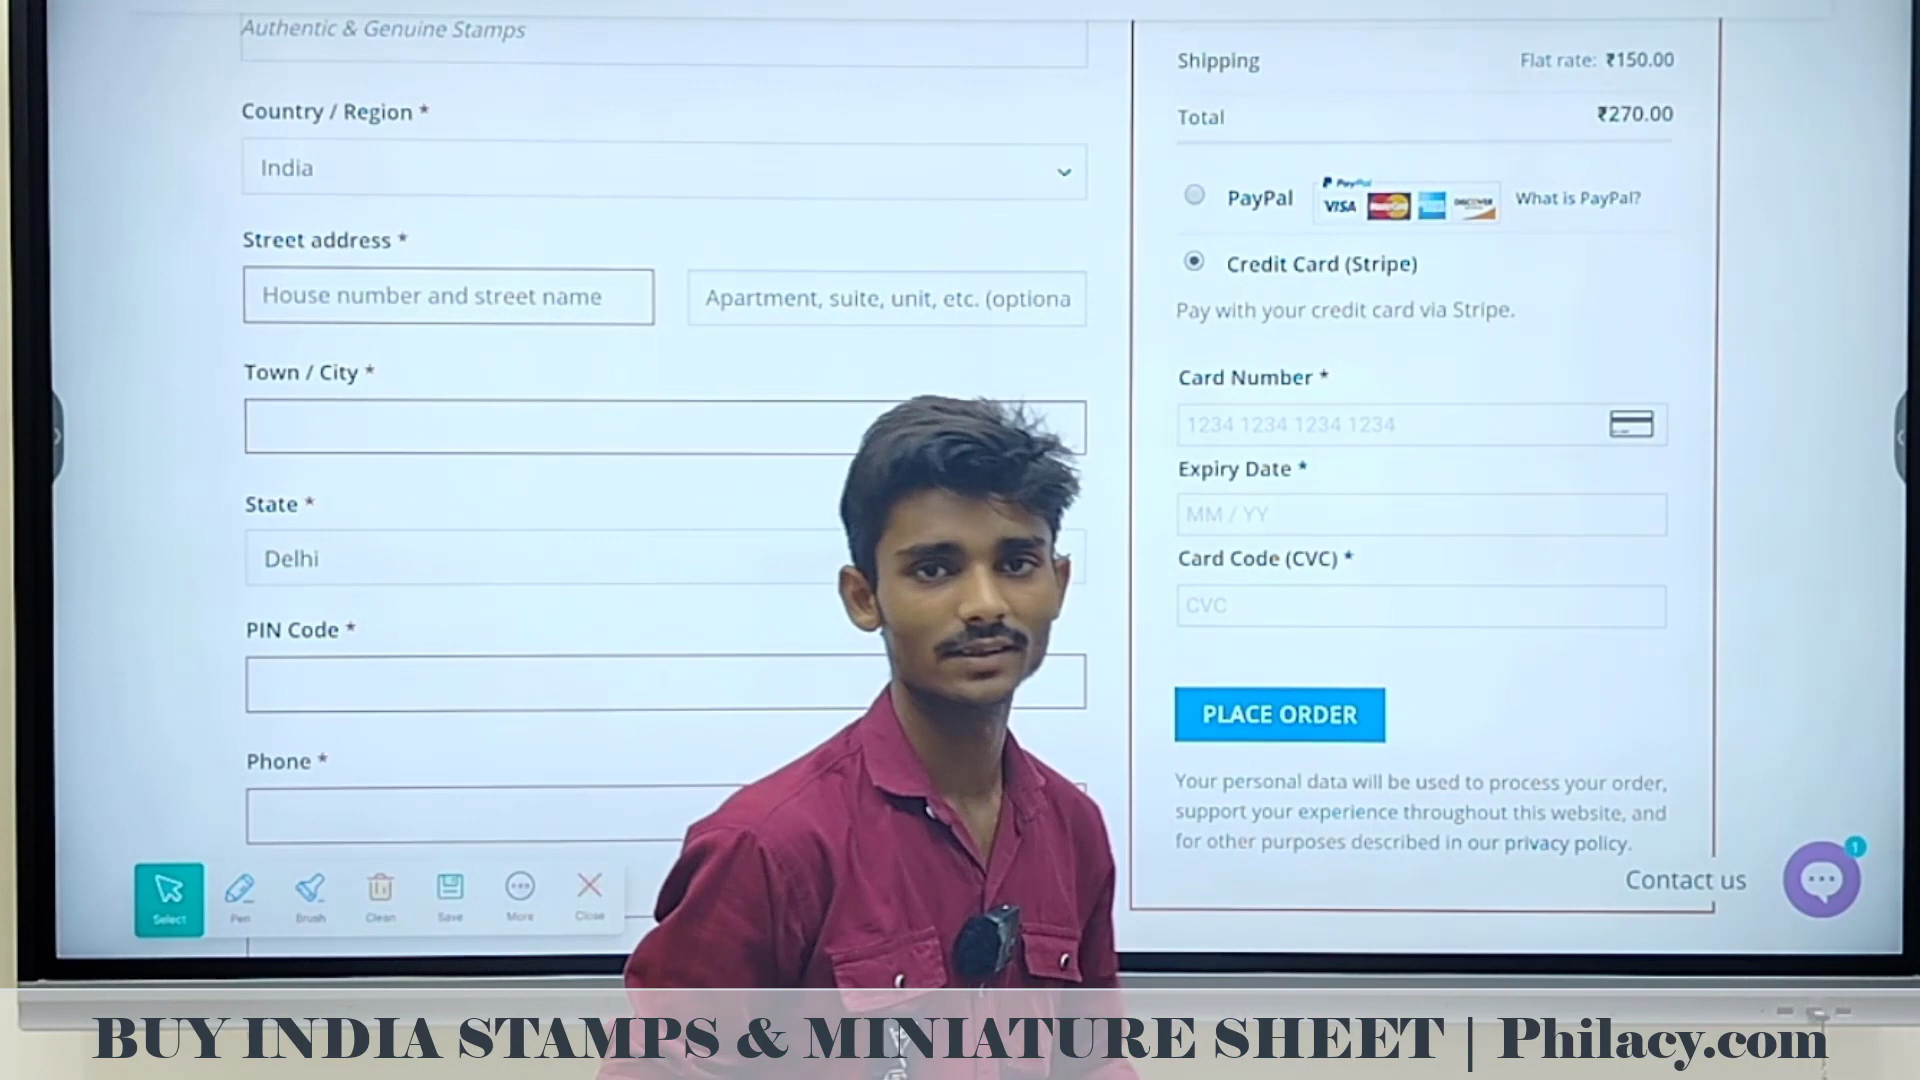 Authentic & Genuine Stamps
Country / Region *
India
Street address *
House number and street name
Apartment, suite, unit, etc. (optiona
Town / City *
State *
Delhi
PIN Code *
Phone *
Select
Pen
Brush
Clean
Save
More
Close
Shipping
Flat rate: ₹150.00
Total
₹270.00
PayPal
PayPal
VISA
MasterCard
DISCOVER
What is PayPal?
Credit Card (Stripe)
Pay with your credit card via Stripe.
Card Number *
1234 1234 1234 1234
Expiry Date *
MM / YY
Card Code (CVC) *
CVC
PLACE ORDER
Your personal data will be used to process your order,
support your experience throughout this website, and
for other purposes described in our privacy policy.
Contact us
1
BUY INDIA STAMPS & MINIATURE SHEET | Philacy.com